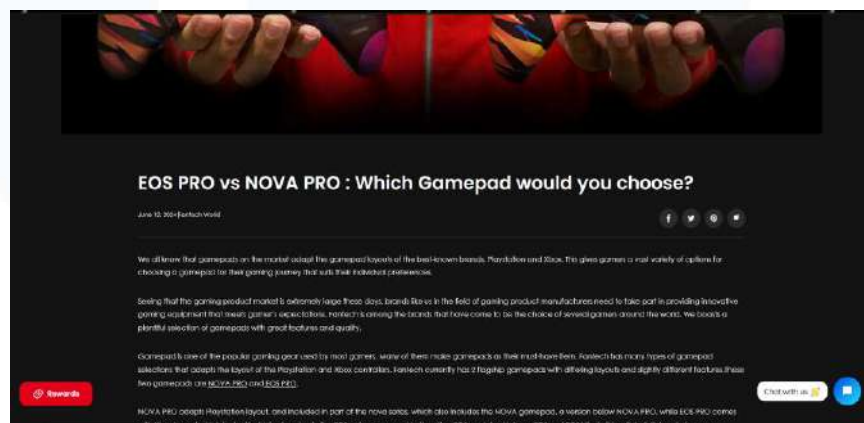 EOS PRO vs NOVA PRO : Which Gamepad would you choose?
June 12, 2024 Fantech World
We all know that gamepads on the market adapt the gamepad layouts of the best-known brands, Playstation and Xbox. This gives gamers a vast variety of options for
choosing a gamepad for their gaming journey that suits their individual preferences.
Seeing that the gaming product market is extremely large these days, brands like us in the field of gaming product manufacturers need to take part in providing innovative
gaming equipment that meets gamer's expectations. Fantech is among the brands that have come to be the choice of several gamers around the world. We boasts a
plentiful selection of gamepads with great features and quality.
Gamepad is one of the popular gaming gear used by most gamers, many of them make gamepads as their must-have item. Fantech has many types of gamepad
selections that adapts the layout of the Playstation and Xbox controllers. Fantech currently has 2 flagship gamepads with differing layouts and slightly different features, these
two gamepads are NOVA PRO and EOS PRO.
Rewards
Chat with us 👋
NOVA PRO adapts Playstation layout, and included in part of the nova series, which also includes the NOVA gamepad, a version below NOVA PRO, while EOS PRO comes